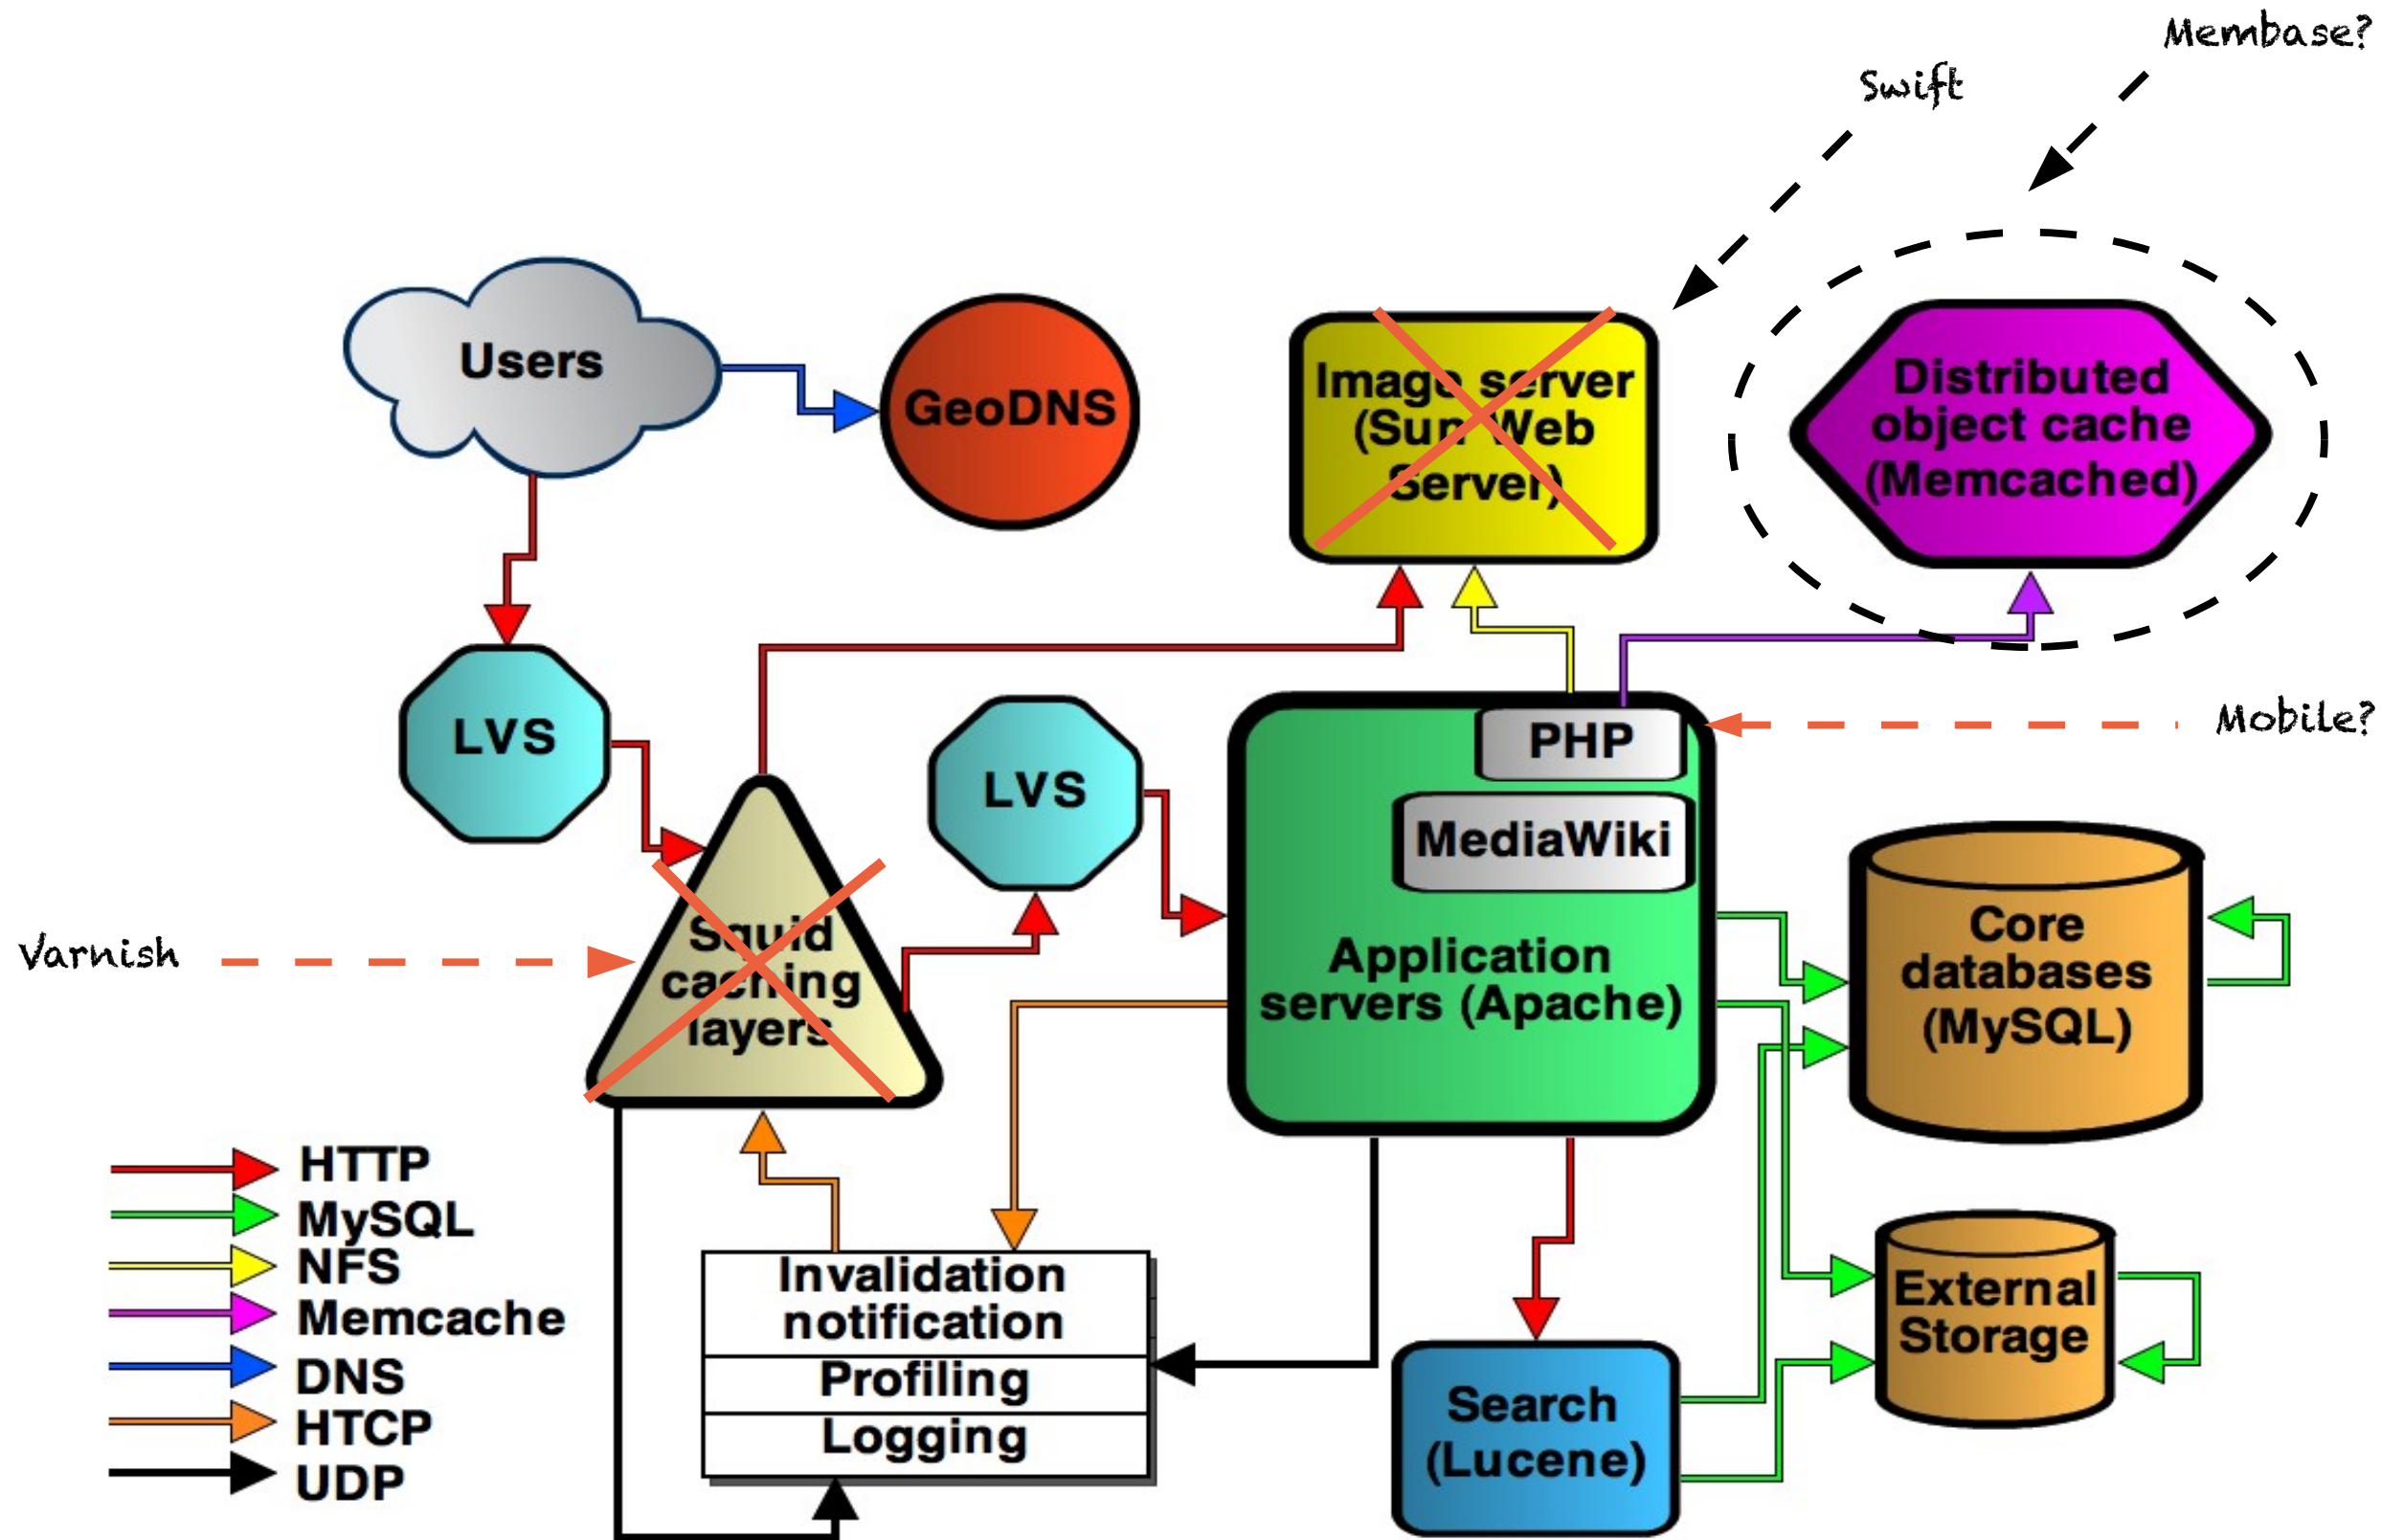 Membase?
Swift
Users
GeoDNS
Image server
(Sun Web
Server)
Distributed
object cache
(Memcached)
LVS
LVS
PHP
Mobile?
MediaWiki
Varnish
Squid
caching
layers
Application
servers (Apache)
Core
databases
(MySQL)
HTTP
MySQL
NFS
Memcache
DNS
HTCP
UDP
Invalidation
notification
Profiling
Logging
Search
(Lucene)
External
Storage